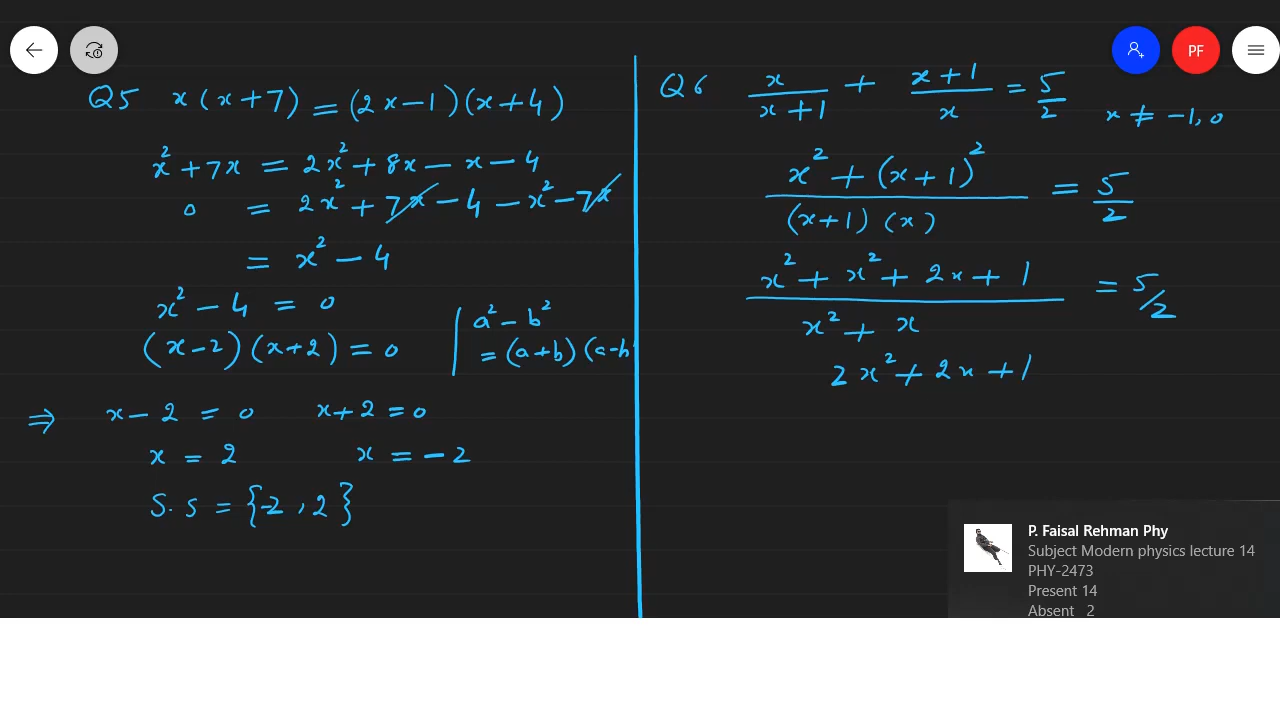 PF
Q5 x(x+7) = (2x-1)(x+4)
x²+7x = 2x²+8x-x-4
0 = 2x²+7x-4-x²-7x
= x²-4
x²-4 = 0
(x-2)(x+2) = 0
a²-b²
= (a+b)(a-b
⇒ x-2 = 0 x+2 = 0
x = 2 x = -2
S.S = {-2, 2}
Q6 x/(x+1) + (x+1)/x = 5/2 x ≠ -1, 0
(x²+(x+1)²)/((x+1)(x)) = 5/2
(x²+x²+2x+1)/(x²+x) = 5/2
2x²+2x+1
P. Faisal Rehman Phy
Subject Modern physics lecture 14
PHY-2473
Present 14
Absent 2